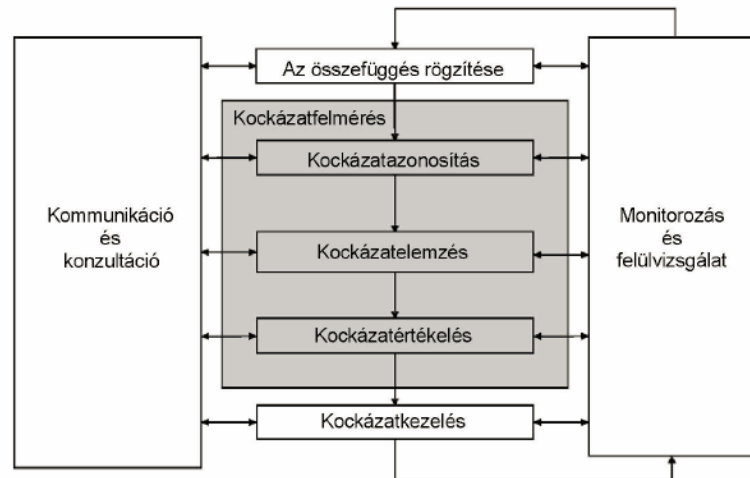 Az összefüggés rögzítése
Kockázatfelmérés
Kockázatazonosítás
Kommunikáció
és
konzultáció
Monitorozás
és
felülvizsgálat
Kockázatelemzés
Kockázatértékelés
Kockázatkezelés